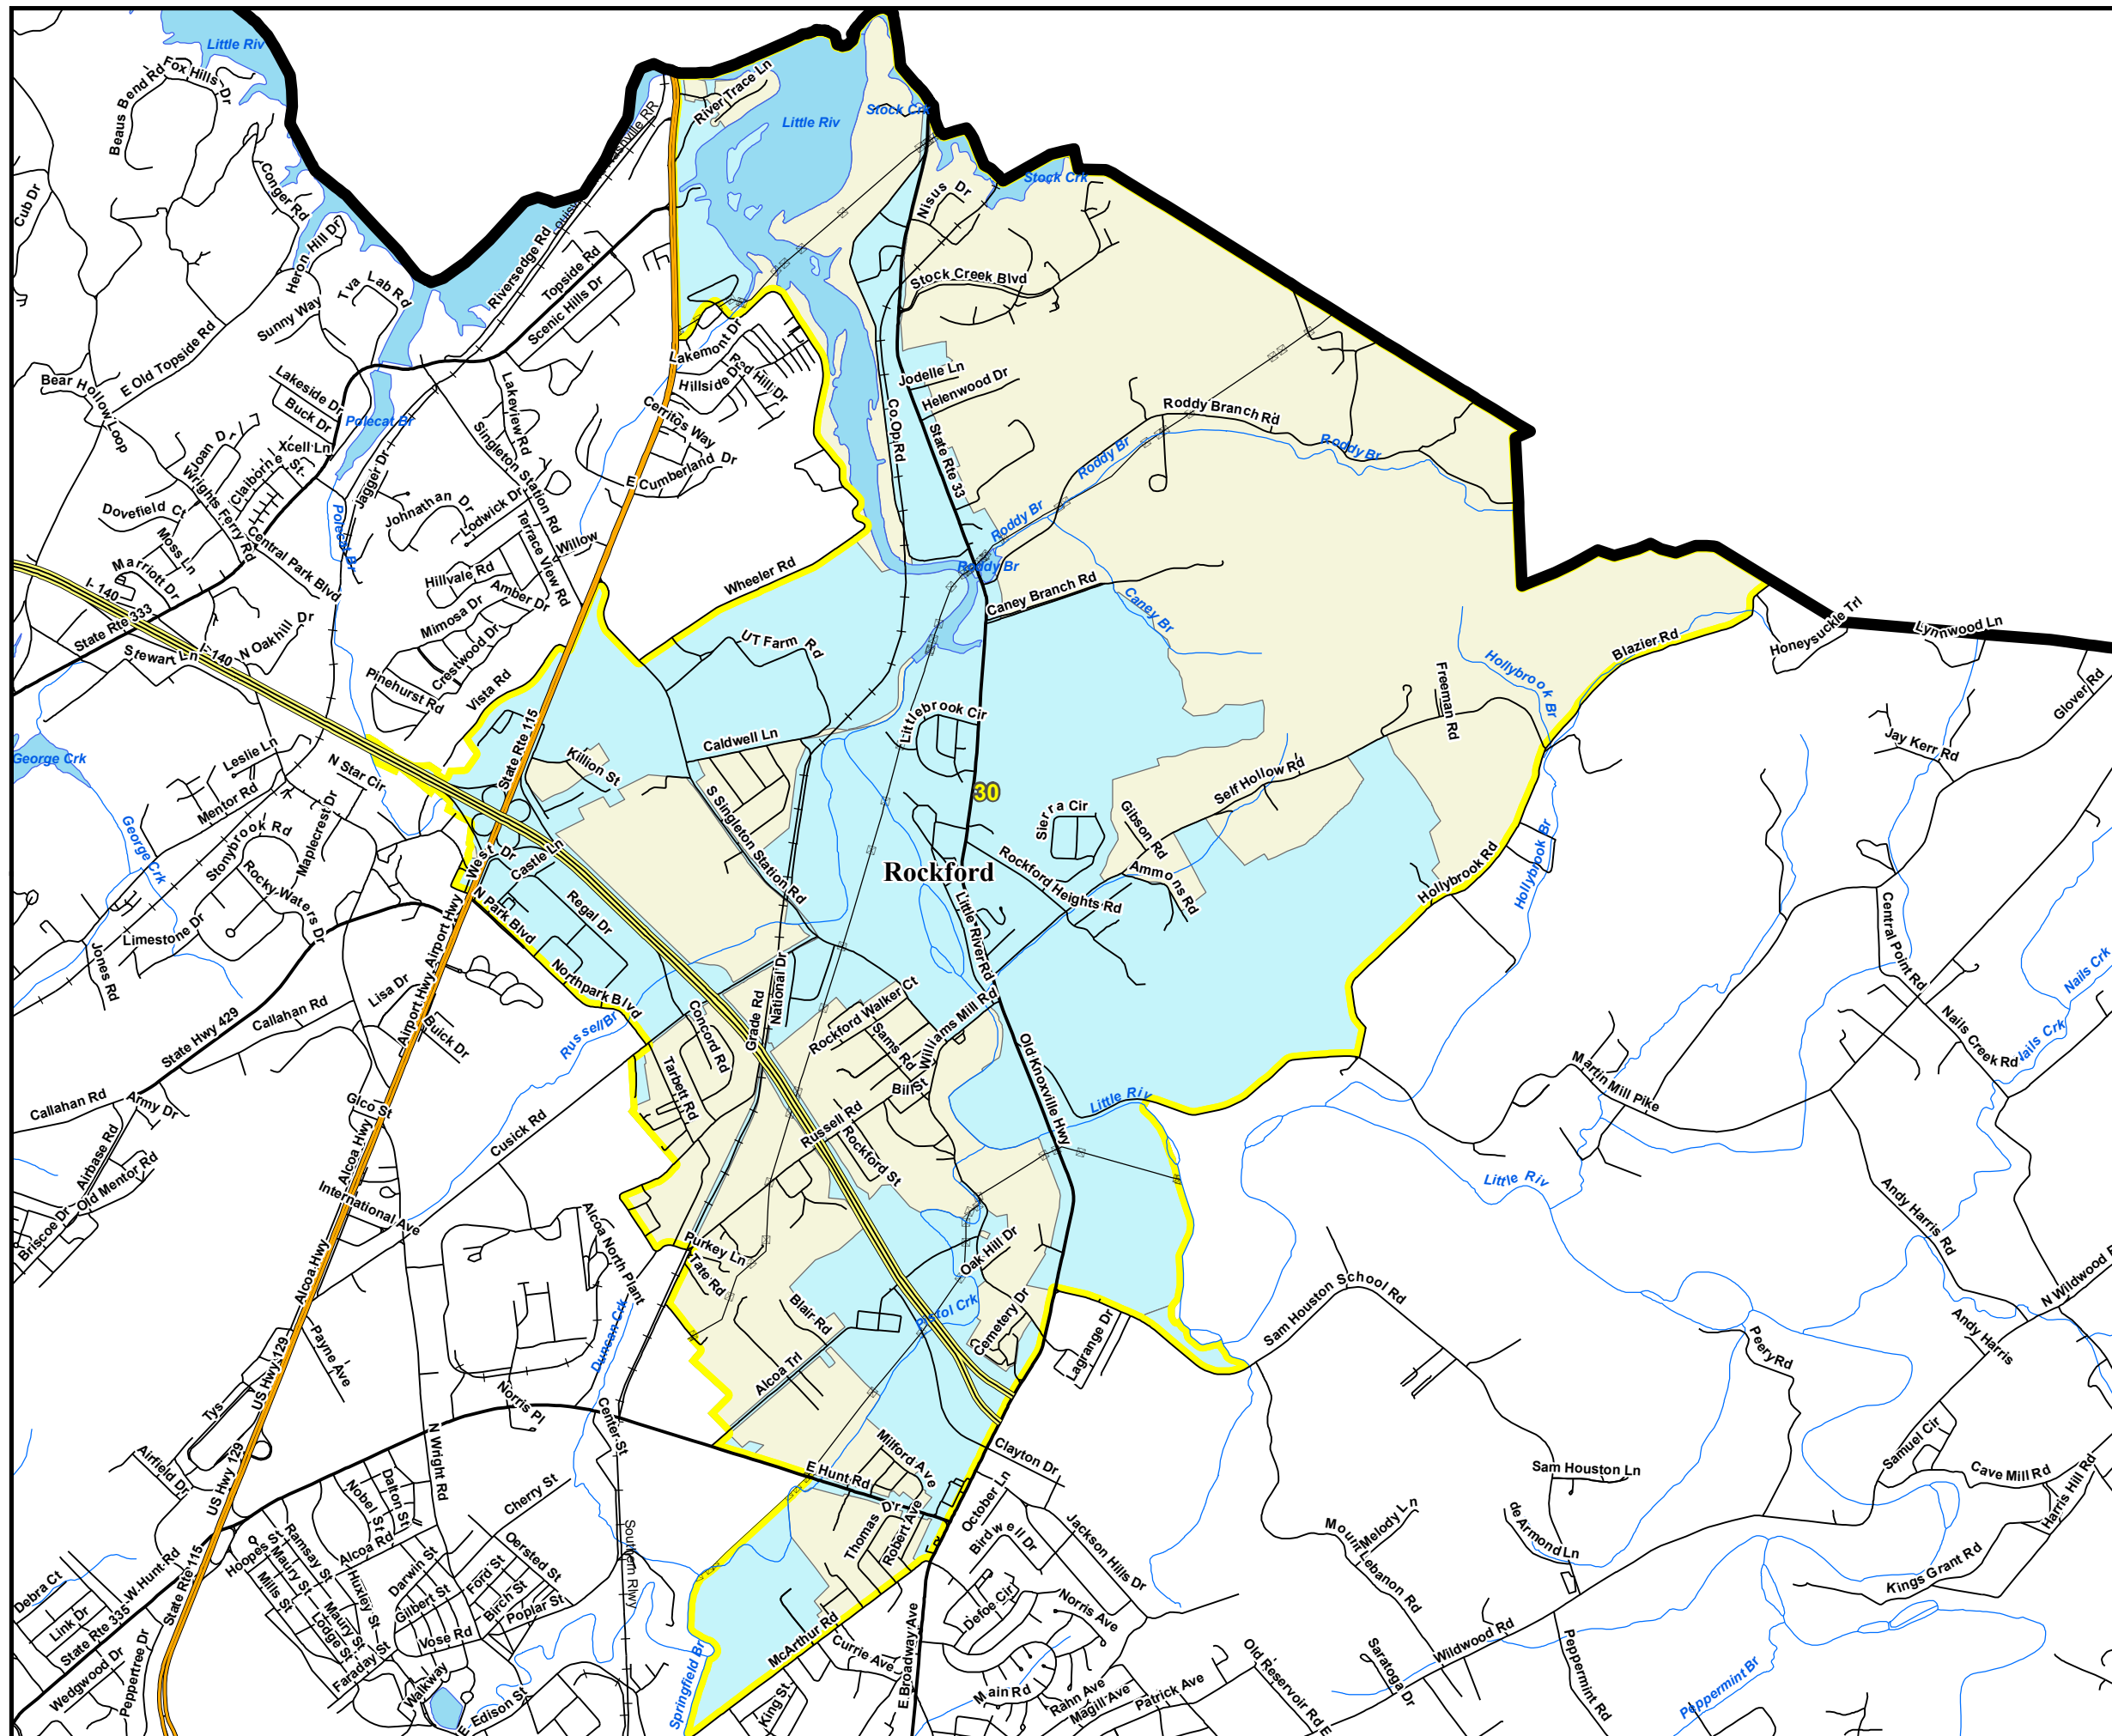 Little Riv
Fox Hills Dr
Beaus Bend Rd
River Trace Ln
Little Riv
Stock Crk
Stock Crk
Cub Dr
Conger Rd
Heron Hill Dr
Tva Lab Rd
Sunny Way
Riversedge Rd
Topside Rd
Scenic Hills Dr
Nisus Dr
Stock Creek Blvd
E Old Topside Rd
Bear Hollow Loop
Lakeside Dr
Buck Dr
Polecat Br
Xcell Ln
Joan Dr
Claiborne St
Wrights Ferry Rd
Dovefield Ct
Moss Ln
Marriott Dr
Central Park Blvd
Jagger Dr
Polecat Br
Johnathan Dr
Lodwick Dr
Lakeview Rd
Singleton Station Rd
Terrace View Rd
Willow
Hillvale Rd
Amber Dr
Mimosa Dr
Crestwood Dr
Pinehurst Rd
Vista Rd
Lakemont Dr
Red Hill Dr
Hillside Dr
Cerritos Way
E Cumberland Dr
Co Op Rd
Jodelle Ln
Helenwood Dr
State Rte 33
Roddy Branch Rd
Roddy Br
Roddy Br
Roddy Br
Roddy Br
Caney Branch Rd
Caney Br
Wheeler Rd
UT Farm Rd
I-140
I-140
State Rte 333
Stewart Ln
N Oakhill Dr
Honeysuckle Trl
Lynnwood Ln
Blazier Rd
Hollybrook Br
Freeman Rd
Glover Rd
Jay Kerr Rd
George Crk
Leslie Ln
N Star Cir
Mentor Rd
State Rte 115
Killion St
Caldwell Ln
Littlebrook Cir
30
Self Hollow Rd
Siera Cir
Gibson Rd
Ammons Rd
Rockford
Rockford Heights Rd
Little River Rd
S Singleton Station Rd
George Crk
Stonybrook Rd
Maplecrest Dr
Rocky Waters Dr
Limestone Dr
Jones Rd
West Dr
Castle Ln
N Park Blvd
Regal Dr
Northpark Blvd
Airport Hwy
Airport Hwy
Hollybrook Rd
Hollybrook Br
Central Point Rd
Nails Crk
Nails Creek Rd
Nails Crk
State Hwy 429
Callahan Rd
Lisa Dr
Buick Dr
Russell Br
Concord Rd
Grade Rd
National Dr
Rockford Walker Ct
Sams Rd
Williams Mill Rd
Bill St
Old Knoxville Hwy
Little Riv
Martin Mill Pike
Callahan Rd
Army Dr
Airbase Rd
Old Mentor Rd
Briscoe Dr
Gico St
Alcoa Hwy
Cusick Rd
Tarbett Rd
Russell Rd
Rockford St
International Ave
Alcoa Hwy
Alcoa North Plant
Purkey Ln
Tate Rd
Blair Rd
Oak Hill Dr
Pistol Crk
Cemetery Dr
Lagrange Dr
Sam Houston School Rd
Little Riv
Andy Harris Rd
N Wildwood R
Andy Harris
Peery Rd
Payne Ave
US Hwy 129
Duncan Crk
Alcoa Trl
Norris Pl
Center St
Tys
Airfield Dr
US Hwy 129
N Wright Rd
Nobel St
Dalton St
Cherry St
E Hunt Rd
Milford Ave
Clayton Dr
October Ln
Birdwell Dr
Jackson Hills Dr
Thomas Dr
Robert Ave
Sam Houston Ln
Samuel Cir
Cave Mill Rd
Harris Hill Rd
de Armond Ln
Melody Ln
Mount Lebanon Rd
Kings Grant Rd
Debra Ct
Link Dr
W Hunt Rd
State Rte 335
State Rte 115
Wedgwood Dr
Peppertree Dr
Hoopes St
Ramsay St
Maury St
Mills St
Alcoa Rd
Huxley St
Maury St
Lodge St
Faraday St
Darwin St
Gilbert St
Ford St
Birch St
Oersted St
Poplar St
Vose Rd
Walkway
E Edison St
Southern Rlwy
Springfield Br
McArthur Rd
King St
Currie Ave
E Broadway Ave
Defoe Cir
Norris Ave
Main Rd
Rahn Ave
Magill Ave
Patrick Ave
Old Reservoir Rd E
Saratoga Dr
Wildwood Rd
Peppermint Rd
Peppermint Br